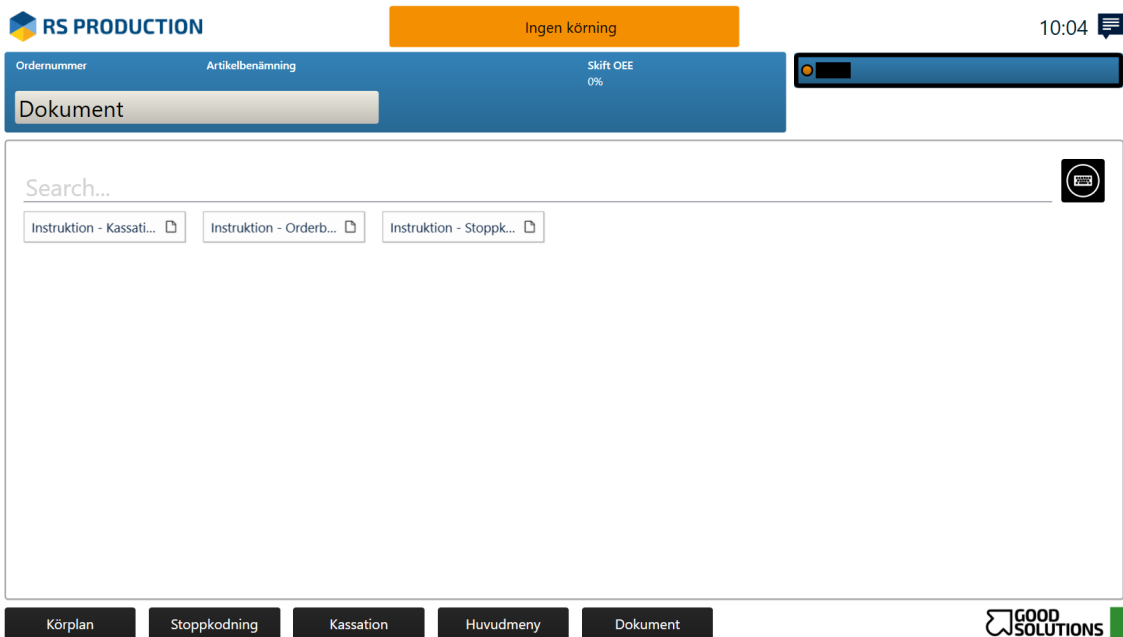 RS PRODUCTION
Ingen körning
10:04
Ordernummer Artikelbenämning Skift OEE
0%
Dokument
Search...
Instruktion - Kassati... Instruktion - Orderb... Instruktion - Stoppk...
Körplan Stoppkodning Kassation Huvudmeny Dokument
GOOD
SOLUTIONS